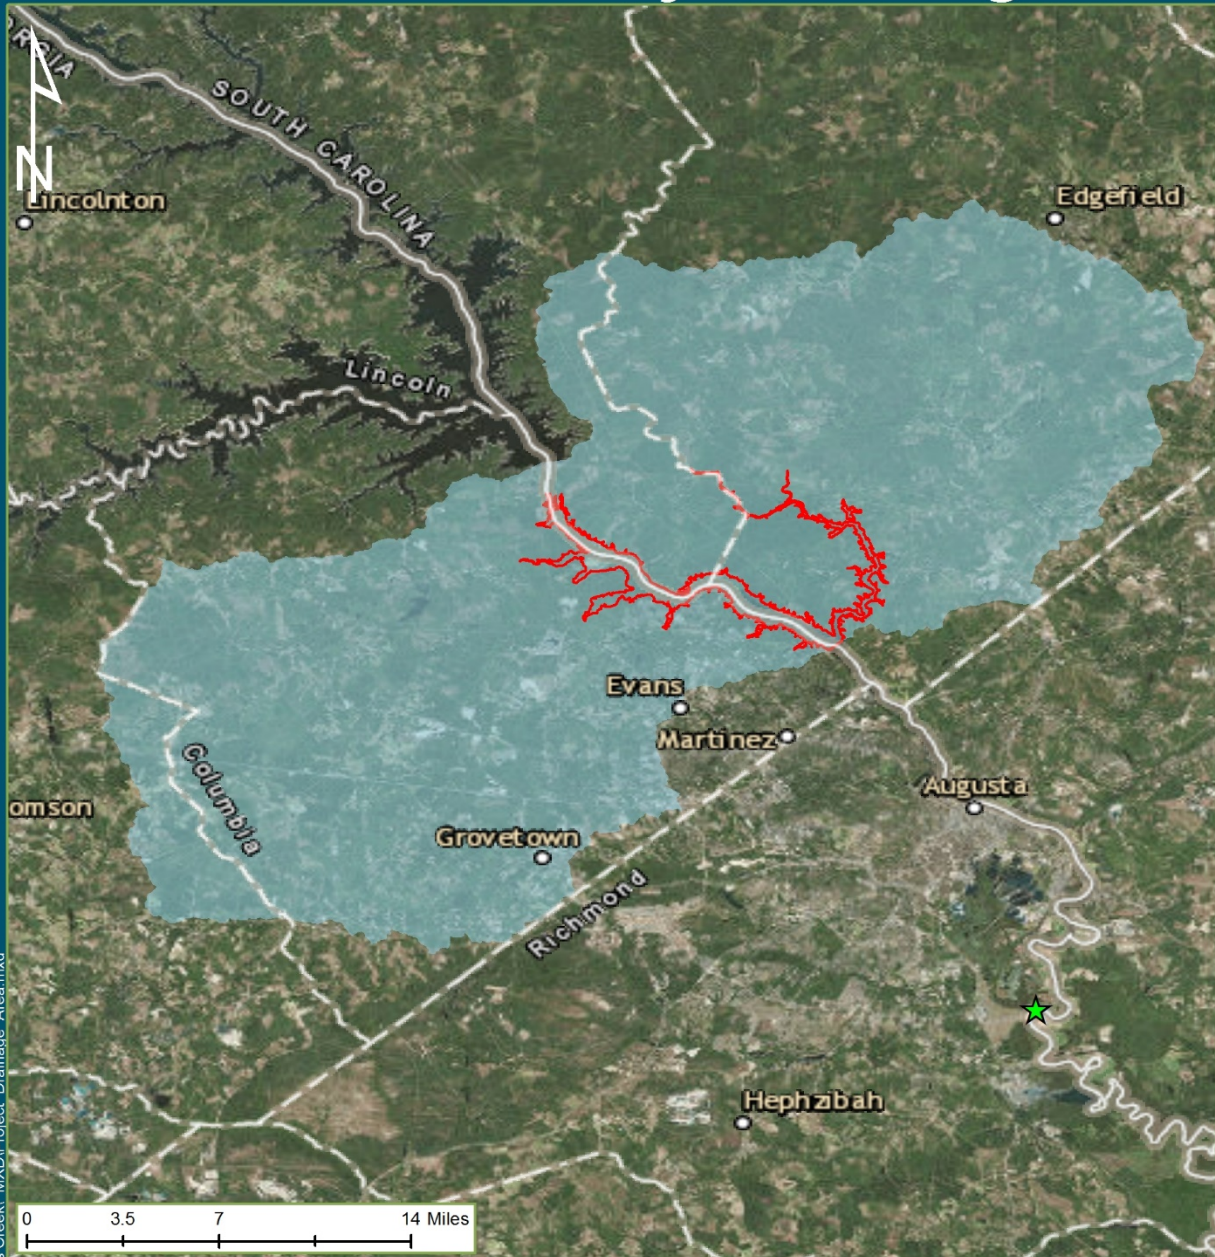 SOUTH CAROLINA
N
Lincolnton
Edgefield
Lincoln
Evans
Martinez
Columbia
omson
Augusta
Grovetown
Richmond
Hephzibah
0 3.5 7 14 Miles